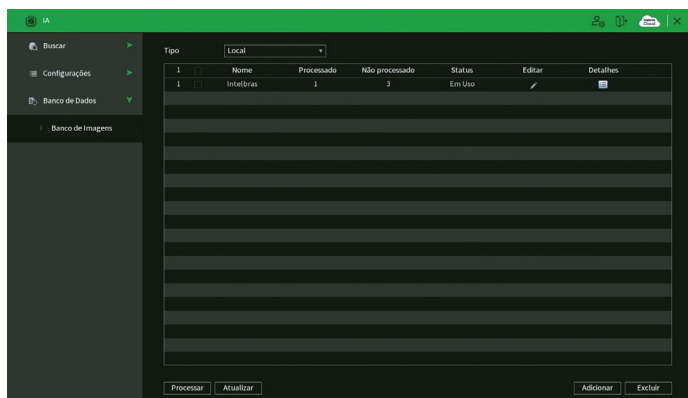 IA
Buscar
Configurações
Banco de Dados
Banco de Imagens
Tipo Local
1 Nome Processado Não processado Status Editar Detalhes
1 Intelbras 1 3 Em Uso
Processar Atualizar Adicionar Excluir